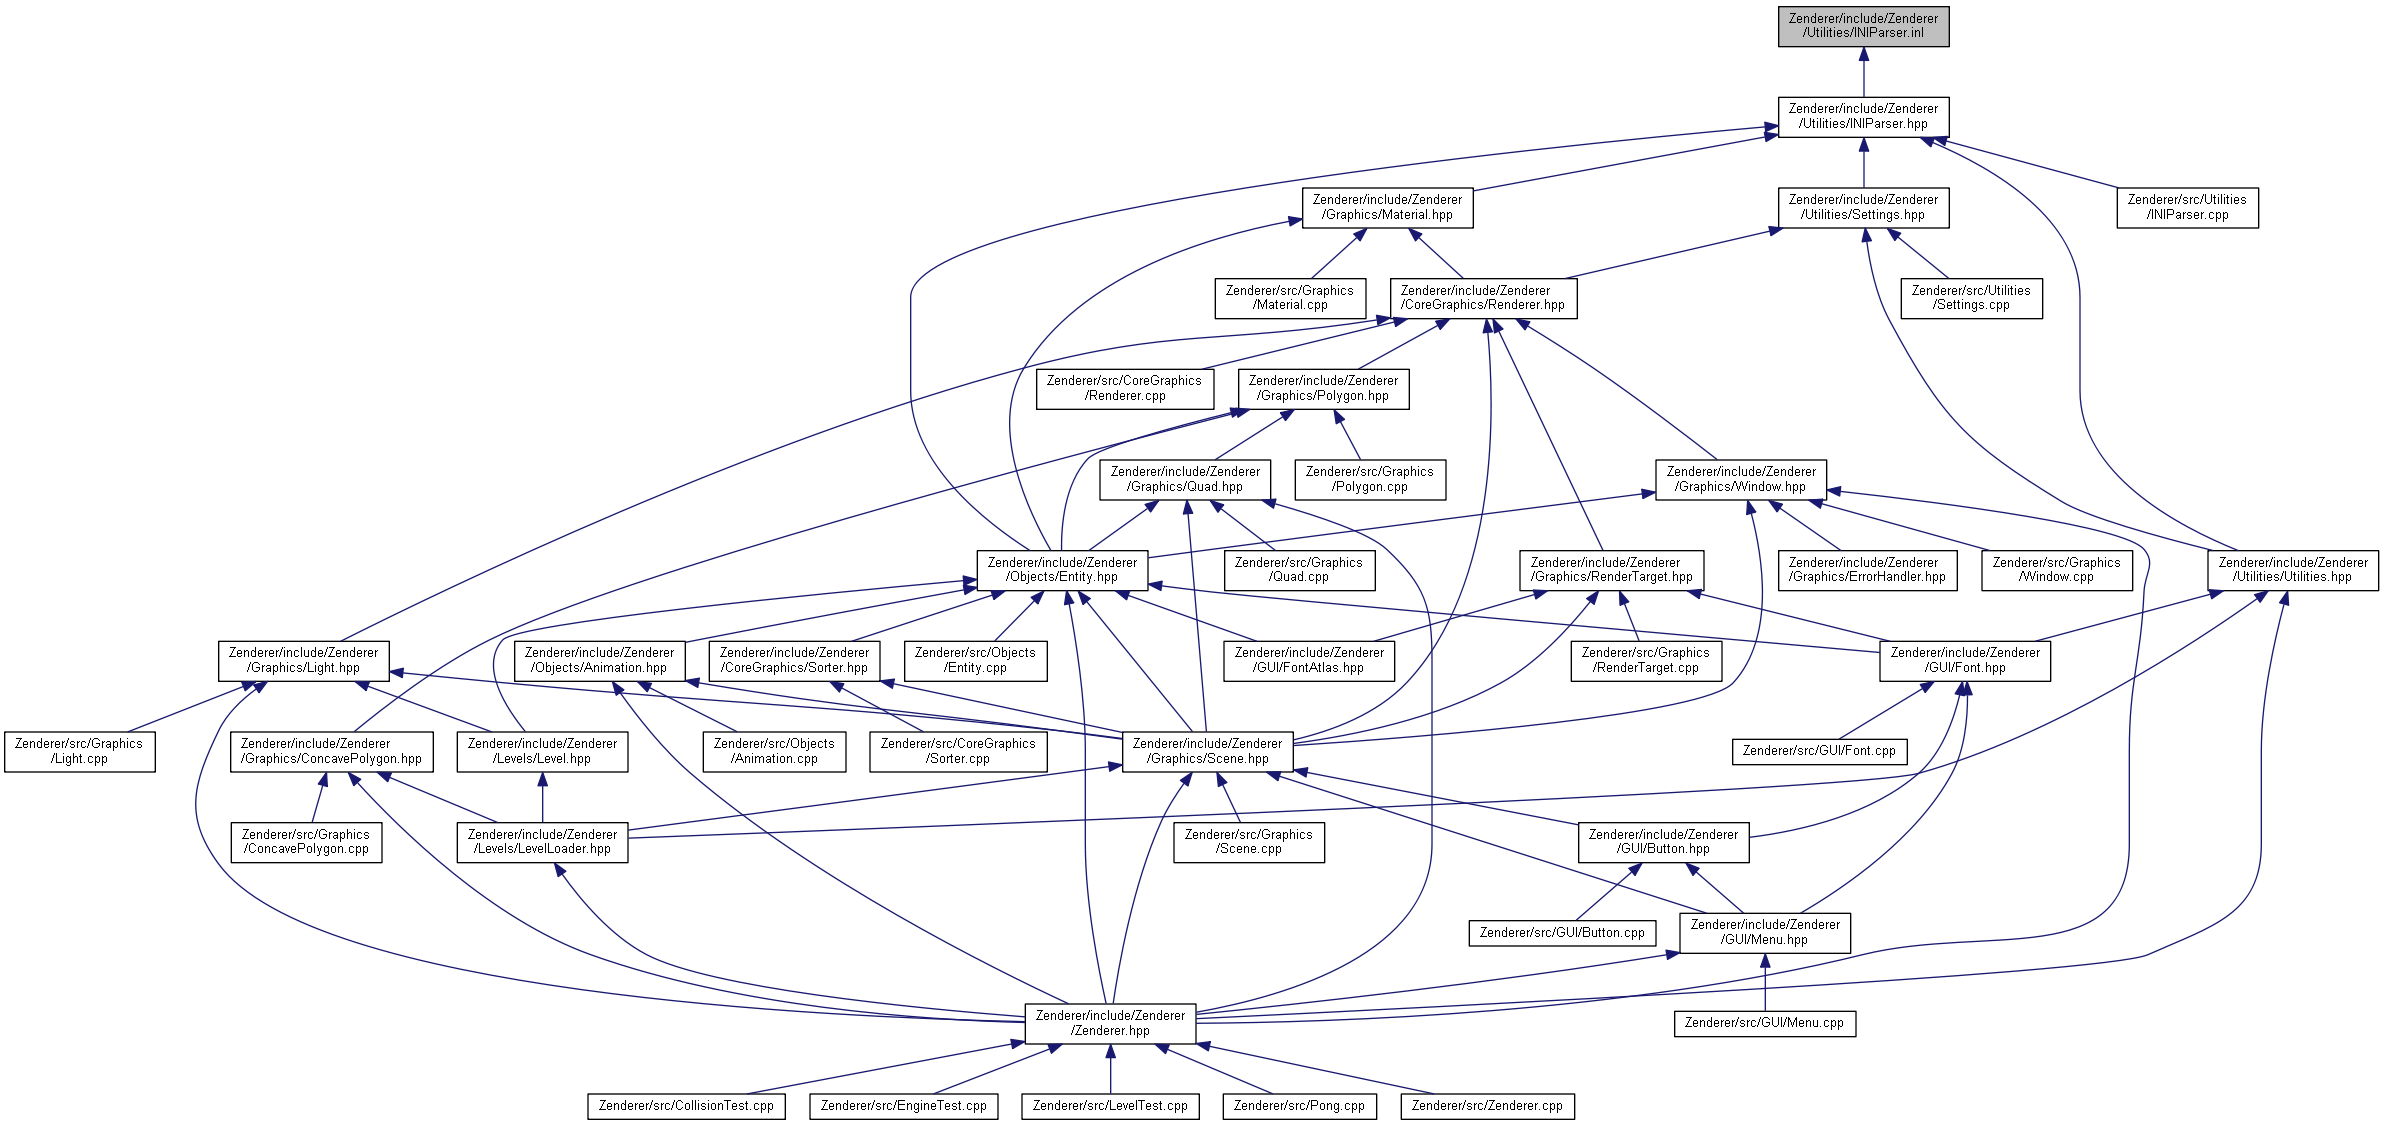 Zenderer/include/Zenderer
/Utilities/INIParser.inl
Zenderer/include/Zenderer
/Utilities/INIParser.hpp
Zenderer/include/Zenderer
/Graphics/Material.hpp
Zenderer/include/Zenderer
/Utilities/Settings.hpp
Zenderer/src/Utilities
/INIParser.cpp
Zenderer/src/Graphics
/Material.cpp
Zenderer/include/Zenderer
/CoreGraphics/Renderer.hpp
Zenderer/src/Utilities
/Settings.cpp
Zenderer/src/CoreGraphics
/Renderer.cpp
Zenderer/include/Zenderer
/Graphics/Polygon.hpp
Zenderer/include/Zenderer
/Graphics/Quad.hpp
Zenderer/src/Graphics
/Polygon.cpp
Zenderer/include/Zenderer
/Graphics/Window.hpp
Zenderer/include/Zenderer
/Objects/Entity.hpp
Zenderer/src/Graphics
/Quad.cpp
Zenderer/include/Zenderer
/Graphics/RenderTarget.hpp
Zenderer/include/Zenderer
/Graphics/ErrorHandler.hpp
Zenderer/src/Graphics
/Window.cpp
Zenderer/include/Zenderer
/Utilities/Utilities.hpp
Zenderer/include/Zenderer
/Graphics/Light.hpp
Zenderer/include/Zenderer
/Objects/Animation.hpp
Zenderer/include/Zenderer
/CoreGraphics/Sorter.hpp
Zenderer/src/Objects
/Entity.cpp
Zenderer/include/Zenderer
/GUI/FontAtlas.hpp
Zenderer/src/Graphics
/RenderTarget.cpp
Zenderer/include/Zenderer
/GUI/Font.hpp
Zenderer/src/Graphics
/Light.cpp
Zenderer/include/Zenderer
/Graphics/ConcavePolygon.hpp
Zenderer/include/Zenderer
/Levels/Level.hpp
Zenderer/src/Objects
/Animation.cpp
Zenderer/src/CoreGraphics
/Sorter.cpp
Zenderer/include/Zenderer
/Graphics/Scene.hpp
Zenderer/src/GUI/Font.cpp
Zenderer/src/Graphics
/ConcavePolygon.cpp
Zenderer/include/Zenderer
/Levels/LevelLoader.hpp
Zenderer/src/Graphics
/Scene.cpp
Zenderer/include/Zenderer
/GUI/Button.hpp
Zenderer/src/GUI/Button.cpp
Zenderer/include/Zenderer
/GUI/Menu.hpp
Zenderer/include/Zenderer
/Zenderer.hpp
Zenderer/src/GUI/Menu.cpp
Zenderer/src/CollisionTest.cpp
Zenderer/src/EngineTest.cpp
Zenderer/src/LevelTest.cpp
Zenderer/src/Pong.cpp
Zenderer/src/Zenderer.cpp